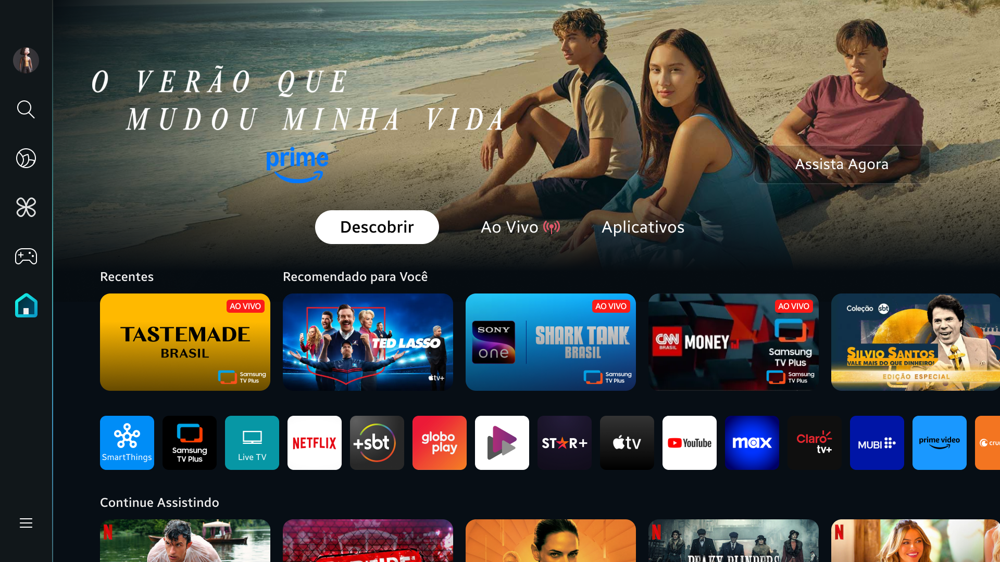 O VERÃO QUE
MUDOU MINHA VIDA
prime
Assista Agora
Descobrir
Ao Vivo
Aplicativos
Recentes
Recomendado para Você
AO VIVO
TASTEMADE
BRASIL
Samsung
TV Plus
TED LASSO
tv+
AO VIVO
SONY
one
SHARK TANK
BRASIL
Samsung
TV Plus
AO VIVO
CNN
BRASIL
MONEY
Samsung
TV Plus
Samsung
TV Plus
Coleção sbt
SILVIO SANTOS
VALE MAIS DO QUE DINHEIRO!
EDIÇÃO ESPECIAL
SmartThings
Samsung
TV Plus
Live TV
NETFLIX
+sbt
globo
play
STAR+
tv
YouTube
max
Claro
tv+
MUBI
prime video
Continue Assistindo
N
N
PEAKY BLINDERS
N